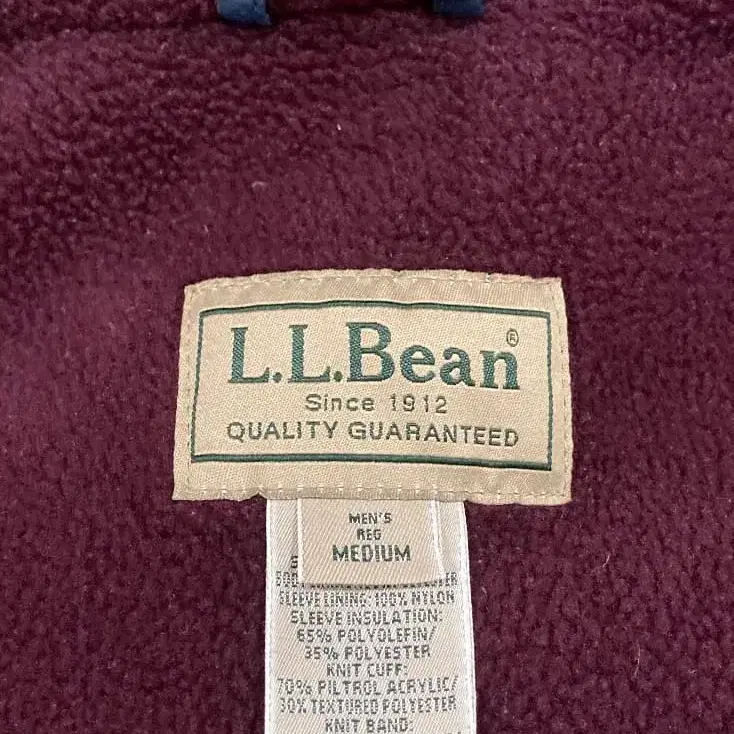 L.L.Bean®
Since 1912
QUALITY GUARANTEED
MEN'S
REG
MEDIUM
SLEEVE LINING: 100% NYLON
SLEEVE INSULATION:
65% POLYOLEFIN/
35% POLYESTER
KNIT CUFF:
70% PILTROL ACRYLIC/
30% TEXTURED POLYESTER
KNIT BAND: